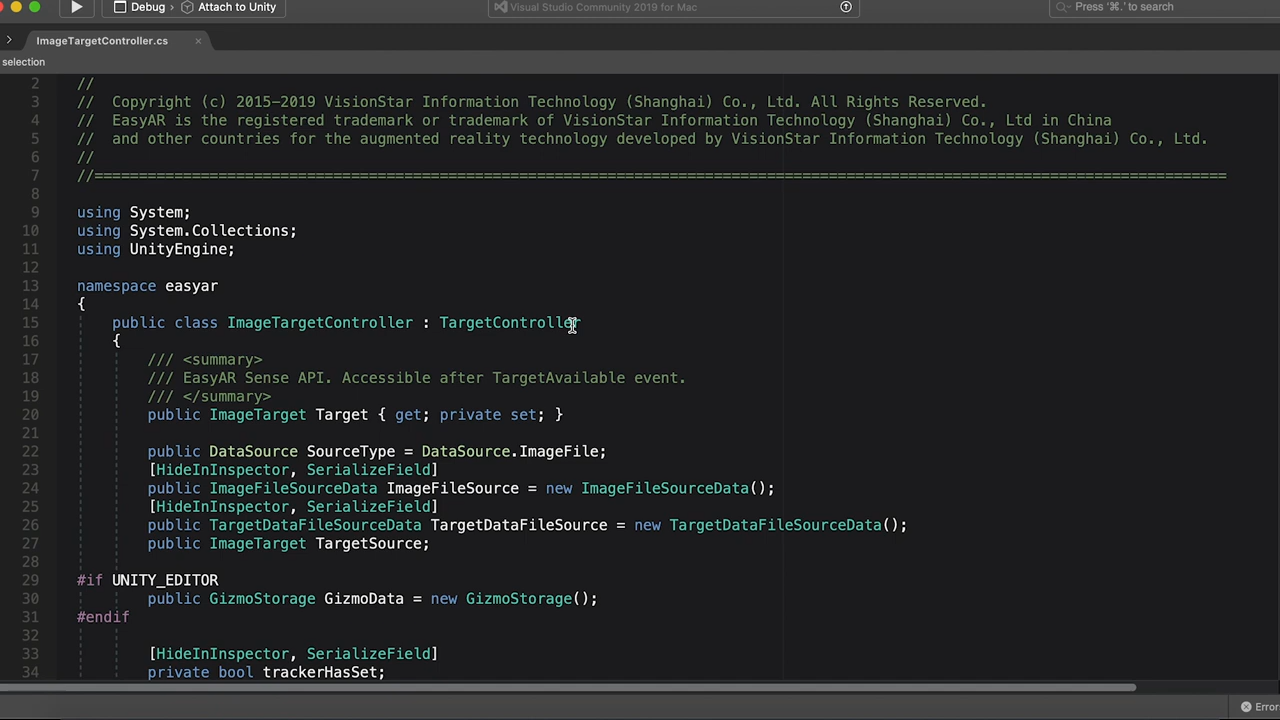 Debug › Attach to Unity
Visual Studio Community 2019 for Mac
Press '⌘.' to search
ImageTargetController.cs
selection
2 //
3 //  Copyright (c) 2015-2019 VisionStar Information Technology (Shanghai) Co., Ltd. All Rights Reserved.
4 //  EasyAR is the registered trademark or trademark of VisionStar Information Technology (Shanghai) Co., Ltd in China
5 //  and other countries for the augmented reality technology developed by VisionStar Information Technology (Shanghai) Co., Ltd.
6 //
7 //================================================================================================================================
8
9 using System;
10 using System.Collections;
11 using UnityEngine;
12
13 namespace easyar
14 {
15     public class ImageTargetController : TargetController
16     {
17         /// <summary>
18         /// EasyAR Sense API. Accessible after TargetAvailable event.
19         /// </summary>
20         public ImageTarget Target { get; private set; }
21
22         public DataSource SourceType = DataSource.ImageFile;
23         [HideInInspector, SerializeField]
24         public ImageFileSourceData ImageFileSource = new ImageFileSourceData();
25         [HideInInspector, SerializeField]
26         public TargetDataFileSourceData TargetDataFileSource = new TargetDataFileSourceData();
27         public ImageTarget TargetSource;
28
29 #if UNITY_EDITOR
30         public GizmoStorage GizmoData = new GizmoStorage();
31 #endif
32
33         [HideInInspector, SerializeField]
34         private bool trackerHasSet;
Error